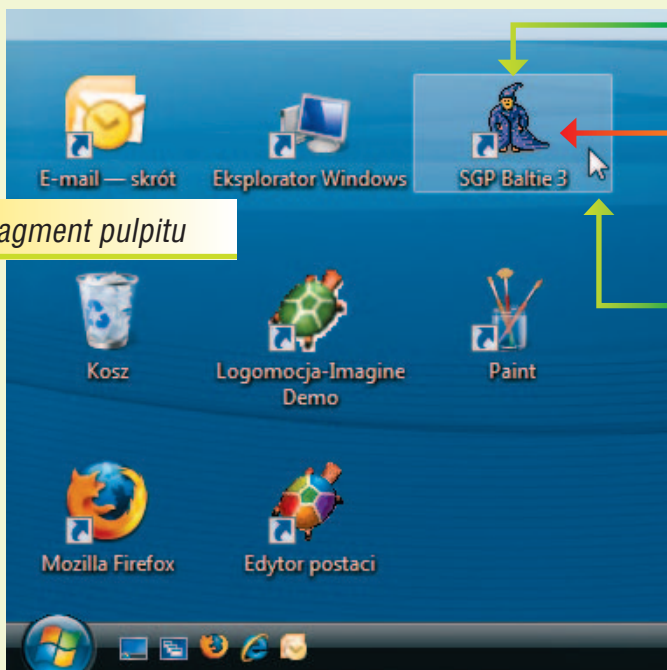 E-mail — skrót
Eksplorator Windows
SGP Baltie 3
agment pulpitu
Kosz
Logomocja-Imagine
Demo
Paint
Mozilla Firefox
Edytor postaci